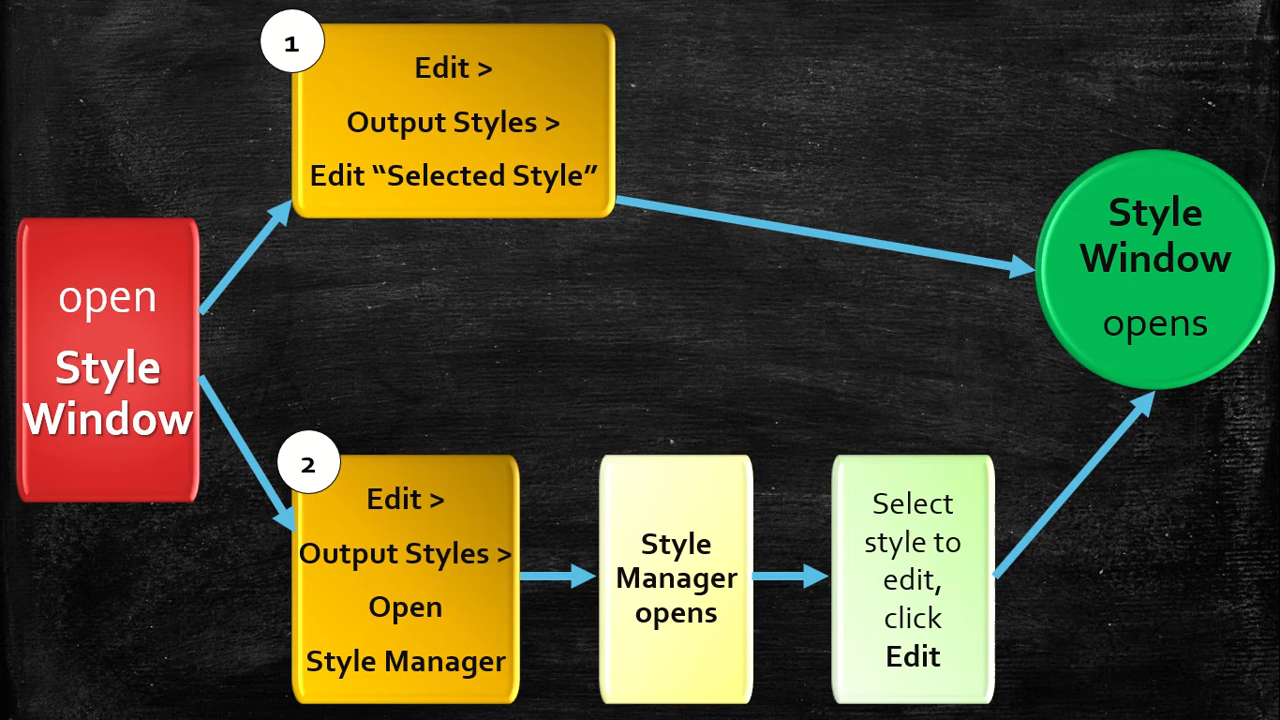 open
Style
Window
1
Edit >
Output Styles >
Edit “Selected Style”
2
Edit >
Output Styles >
Open
Style Manager
Style
Manager
opens
Select
style to
edit,
click
Edit
Style
Window
opens